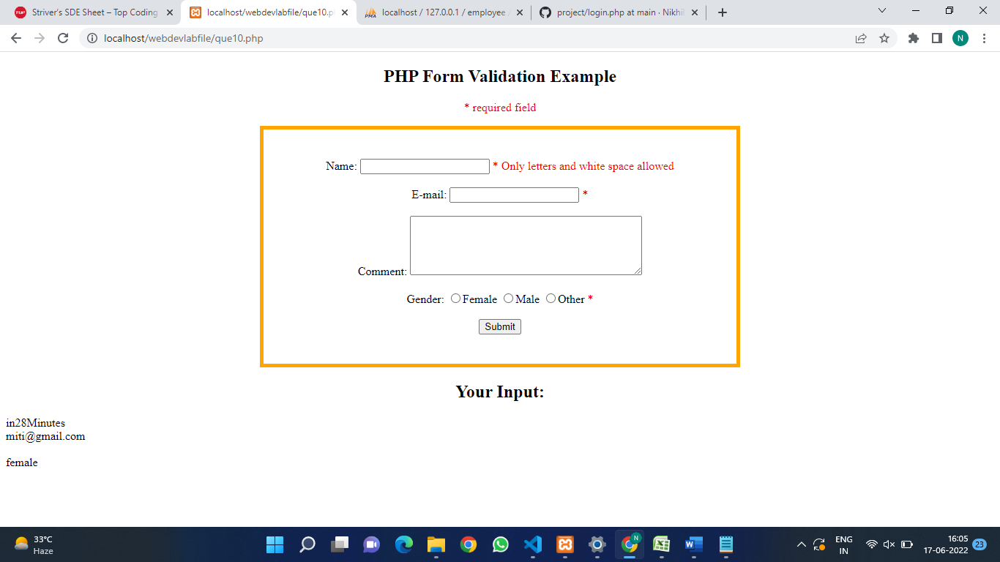 TUF Striver's SDE Sheet – Top Coding
localhost/webdevlabfile/que10.p
PMA localhost / 127.0.0.1 / employee
project/login.php at main · Nikhi
localhost/webdevlabfile/que10.php
N
PHP Form Validation Example
* required field
Name: * Only letters and white space allowed
E-mail: *
Comment:
Gender: Female Male Other *
Submit
Your Input:
in28Minutes
miti@gmail.com
female
33°C
Haze
N
ENG
IN
16:05
17-06-2022
23